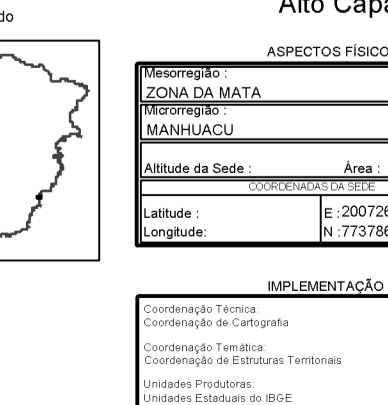 do
Alto Capa
ASPECTOS FÍSICO
Mesorregião :
ZONA DA MATA
Microrregião :
MANHUACU
Altitude da Sede : Área :
COORDENADAS DA SEDE
Latitude : E : 200726
Longitude: N : 773786
IMPLEMENTAÇÃO
Coordenação Técnica:
Coordenação de Cartografia
Coordenação Temática:
Coordenação de Estruturas Territoriais
Unidades Produtoras:
Unidades Estaduais do IBGE